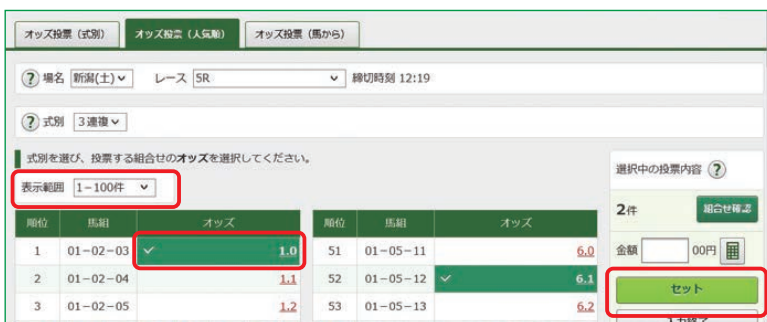 オッズ投票（式別） オッズ投票（人気順） オッズ投票（馬から）
? 場名 新潟(土) レース 5R 締切時刻 12:19
? 式別 3連複
式別を選び、投票する組合せのオッズを選択してください。
表示範囲 1-100件
選択中の投票内容 ?
2件 組合せ確認
金額 00円
セット
入力終了
順位 馬組 オッズ 順位 馬組 オッズ
1 01-02-03 ✓ 1.0 51 01-05-11 6.0
2 01-02-04 1.1 52 01-05-12 ✓ 6.1
3 01-02-05 1.2 53 01-05-13 6.2